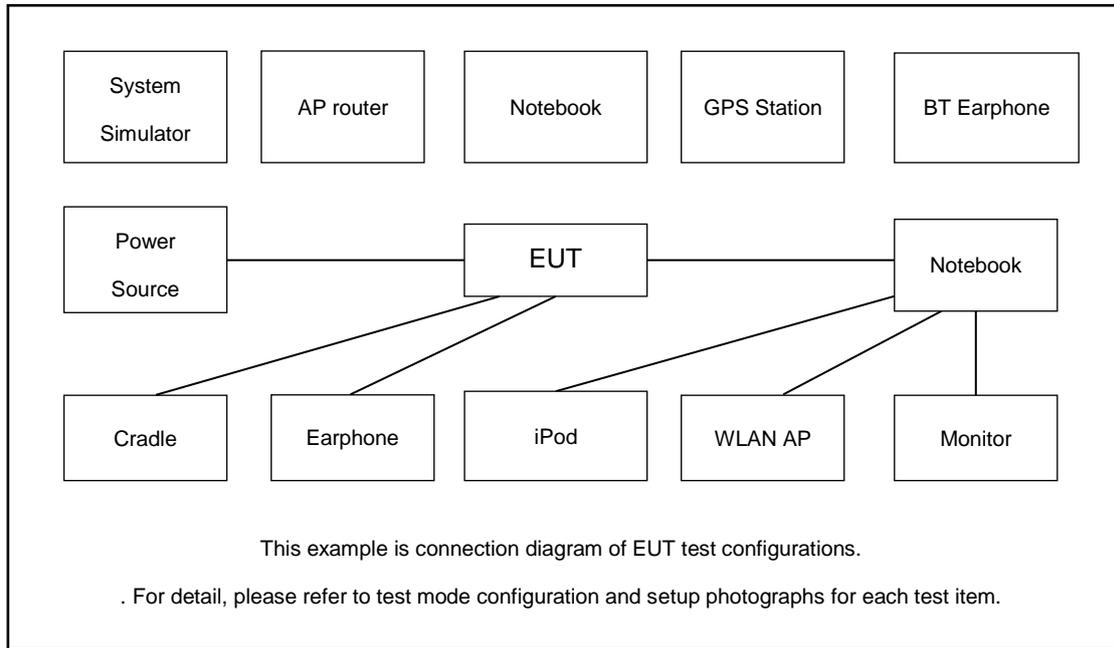 System
Simulator
AP router
Notebook
GPS Station
BT Earphone
Power
Source
EUT
Notebook
Cradle
Earphone
iPod
WLAN AP
Monitor
This example is connection diagram of EUT test configurations.
. For detail, please refer to test mode configuration and setup photographs for each test item.